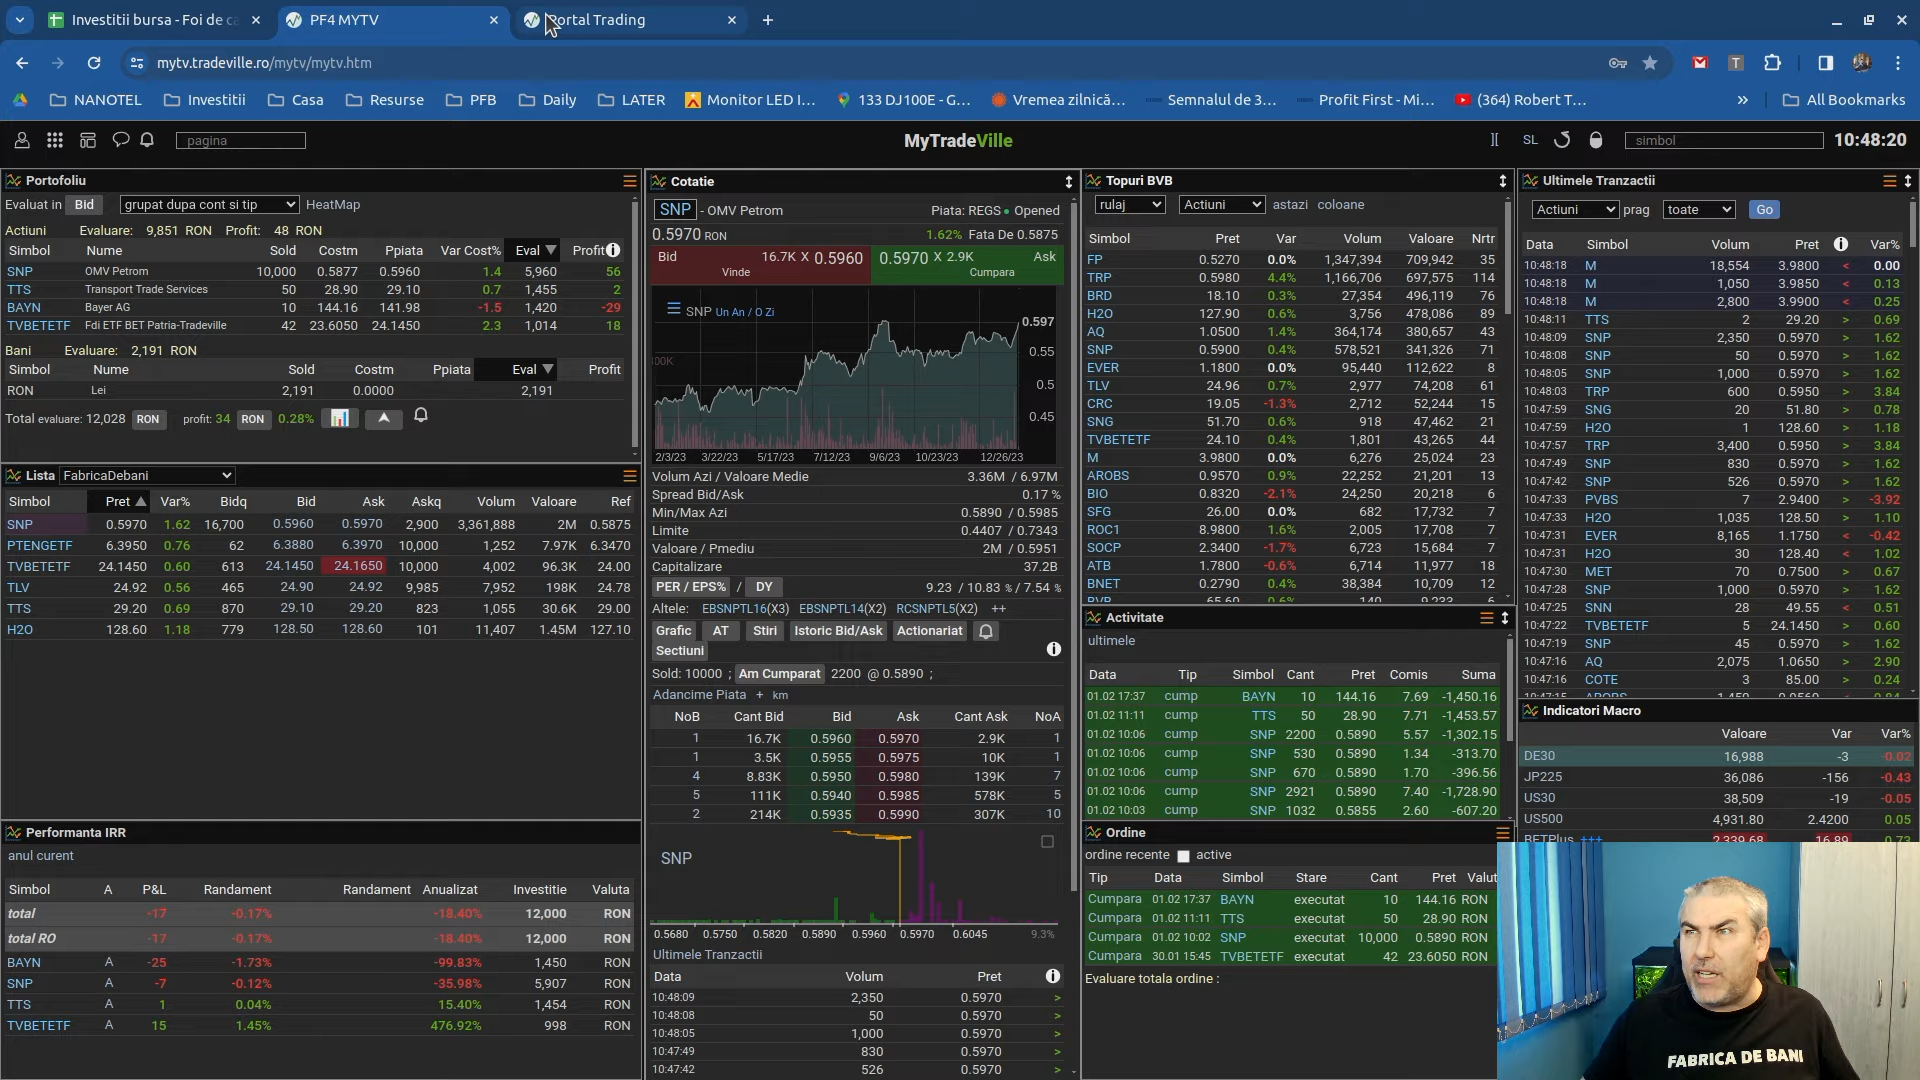 Investitii bursa - Foi de ca
PF4 MYTV
Portal Trading
mytv.tradeville.ro/mytv/mytv.htm
NANOTEL
Investitii
Casa
Resurse
PFB
Daily
LATER
Monitor LED I...
133 DJ100E - G...
Vremea zilnică...
Semnalul de 3...
Profit First - Mi...
(364) Robert T...
All Bookmarks
pagina
MyTradeVille
SL
simbol
10:48:20
Portofoliu
Evaluat in Bid grupat dupa cont si tip HeatMap
Actiuni Evaluare: 9,851 RON Profit: 48 RON
Simbol Nume Sold Costm Ppiata Var Cost% Eval Profit
SNP OMV Petrom 10,000 0.5877 0.5960 1.4 5,960 56
TTS Transport Trade Services 50 28.90 29.10 0.7 1,455 2
BAYN Bayer AG 10 144.16 141.98 -1.5 1,420 -29
TVBETETF Fdi ETF BET Patria-Tradeville 42 23.6050 24.1450 2.3 1,014 18
Bani Evaluare: 2,191 RON
Simbol Nume Sold Costm Ppiata Eval Profit
RON Lei 2,191 0.0000 2,191
Total evaluare: 12,028 RON profit: 34 RON 0.28%
Lista FabricaDebani
Simbol Pret Var% Bidq Bid Ask Askq Volum Valoare Ref
SNP 0.5970 1.62 16,700 0.5960 0.5970 2,900 3,361,888 2M 0.5875
PTENGETF 6.3950 0.76 62 6.3880 6.3970 10,000 1,252 7.97K 6.3470
TVBETETF 24.1450 0.60 613 24.1450 24.1650 10,000 4,002 96.3K 24.00
TLV 24.92 0.56 465 24.90 24.92 9,985 7,952 198K 24.78
TTS 29.20 0.69 870 29.10 29.20 823 1,055 30.6K 29.00
H2O 128.60 1.18 779 128.50 128.60 101 11,407 1.45M 127.10
Performanta IRR
anul curent
Simbol A P&L Randament Randament Anualizat Investitie Valuta
total -17 -0.17% -18.40% 12,000 RON
total RO -17 -0.17% -18.40% 12,000 RON
BAYN A -25 -1.73% -99.83% 1,450 RON
SNP A -7 -0.12% -35.98% 5,907 RON
TTS A 1 0.04% 15.40% 1,454 RON
TVBETETF A 15 1.45% 476.92% 998 RON
Cotatie
SNP - OMV Petrom Piata: REGS Opened
0.5970 RON 1.62% Fata De 0.5875
Bid 16.7K X 0.5960 0.5970 X 2.9K Ask
Vinde Cumpara
SNP Un An / O Zi
0.597
0.55
0.5
0.45
2/3/23 3/22/23 5/17/23 7/12/23 9/6/23 10/23/23 12/26/23
Volum Azi / Valoare Medie 3.36M / 6.97M
Spread Bid/Ask 0.17 %
Min/Max Azi 0.5890 / 0.5985
Limite 0.4407 / 0.7343
Valoare / Pmediu 2M / 0.5951
Capitalizare 37.2B
PER / EPS% / DY 9.23 / 10.83 % / 7.54 %
Altele: EBSNPTL16(X3) EBSNPTL14(X2) RCSNPTL5(X2) ++
Grafic AT Stiri Istoric Bid/Ask Actionariat
Sectiuni
Sold: 10000 ; Am Cumparat 2200 @ 0.5890 ;
Adancime Piata + km
NoB Cant Bid Bid Ask Cant Ask NoA
1 16.7K 0.5960 0.5970 2.9K 1
1 3.5K 0.5955 0.5975 10K 1
4 8.83K 0.5950 0.5980 139K 7
5 111K 0.5940 0.5985 578K 5
2 214K 0.5935 0.5990 307K 10
SNP
0.5680 0.5750 0.5820 0.5890 0.5960 0.5970 0.6045 9.3%
Ultimele Tranzactii
Data Volum Pret
10:48:09 2,350 0.5970 >
10:48:08 50 0.5970 >
10:48:05 1,000 0.5970 >
10:47:49 830 0.5970 >
10:47:42 526 0.5970 >
Topuri BVB
rulaj Actiuni astazi coloane
Simbol Pret Var Volum Valoare Nrtr
FP 0.5270 0.0% 1,347,394 709,942 35
TRP 0.5980 4.4% 1,166,706 697,575 114
BRD 18.10 0.3% 27,354 496,119 76
H2O 127.90 0.6% 3,756 478,086 89
AQ 1.0500 1.4% 364,174 380,657 43
SNP 0.5900 0.4% 578,521 341,326 71
EVER 1.1800 0.0% 95,440 112,622 8
TLV 24.96 0.7% 2,977 74,208 61
CRC 19.05 -1.3% 2,712 52,244 15
SNG 51.70 0.6% 918 47,462 21
TVBETETF 24.10 0.4% 1,801 43,265 44
M 3.9800 0.0% 6,276 25,024 23
AROBS 0.9570 0.9% 22,252 21,201 13
BIO 0.8320 -2.1% 24,250 20,218 6
SFG 26.00 0.0% 682 17,732 7
ROC1 8.9800 1.6% 2,005 17,708 7
SOCP 2.3400 -1.7% 6,723 15,684 7
ATB 1.7800 -0.6% 6,714 11,977 18
BNET 0.2790 0.4% 38,384 10,709 12
Activitate
ultimele
Data Tip Simbol Cant Pret Comis Suma
01.02 17:37 cump BAYN 10 144.16 7.69 -1,450.16
01.02 11:11 cump TTS 50 28.90 7.71 -1,453.57
01.02 10:06 cump SNP 2200 0.5890 5.57 -1,302.15
01.02 10:06 cump SNP 530 0.5890 1.34 -313.70
01.02 10:06 cump SNP 670 0.5890 1.70 -396.56
01.02 10:06 cump SNP 2921 0.5890 7.40 -1,728.90
01.02 10:03 cump SNP 1032 0.5855 2.60 -607.20
Ordine
ordine recente active
Tip Data Simbol Stare Cant Pret Valut
Cumpara 01.02 17:37 BAYN executat 10 144.16 RON
Cumpara 01.02 11:11 TTS executat 50 28.90 RON
Cumpara 01.02 10:02 SNP executat 10,000 0.5890 RON
Cumpara 30.01 15:45 TVBETETF executat 42 23.6050 RON
Evaluare totala ordine :
Ultimele Tranzactii
Actiuni prag toate Go
Data Simbol Volum Pret Var%
10:48:18 M 18,554 3.9800 < 0.00
10:48:18 M 1,050 3.9850 < 0.13
10:48:18 M 2,800 3.9900 < 0.25
10:48:11 TTS 2 29.20 > 0.69
10:48:09 SNP 2,350 0.5970 > 1.62
10:48:08 SNP 50 0.5970 > 1.62
10:48:05 SNP 1,000 0.5970 > 1.62
10:48:03 TRP 600 0.5950 > 3.84
10:47:59 SNG 20 51.80 > 0.78
10:47:59 H2O 1 128.60 > 1.18
10:47:57 TRP 3,400 0.5950 > 3.84
10:47:49 SNP 830 0.5970 > 1.62
10:47:42 SNP 526 0.5970 > 1.62
10:47:33 PVBS 7 2.9400 > -3.92
10:47:33 H2O 1,035 128.50 > 1.10
10:47:31 EVER 8,165 1.1750 < -0.42
10:47:31 H2O 30 128.40 < 1.02
10:47:30 MET 70 0.7500 > 0.67
10:47:28 SNP 1,000 0.5970 > 1.62
10:47:25 SNN 28 49.55 < 0.51
10:47:22 TVBETETF 5 24.1450 > 0.60
10:47:19 SNP 45 0.5970 > 1.62
10:47:16 AQ 2,075 1.0650 > 2.90
10:47:16 COTE 3 85.00 > 0.24
Indicatori Macro
Valoare Var Var%
DE30 16,988 -3 -0.02
JP225 36,086 -156 -0.43
US30 38,509 -19 -0.05
US500 4,931.80 2.4200 0.05
BETPlus +++ 2,339.68 16.89 0.73
FABRICA DE BANI